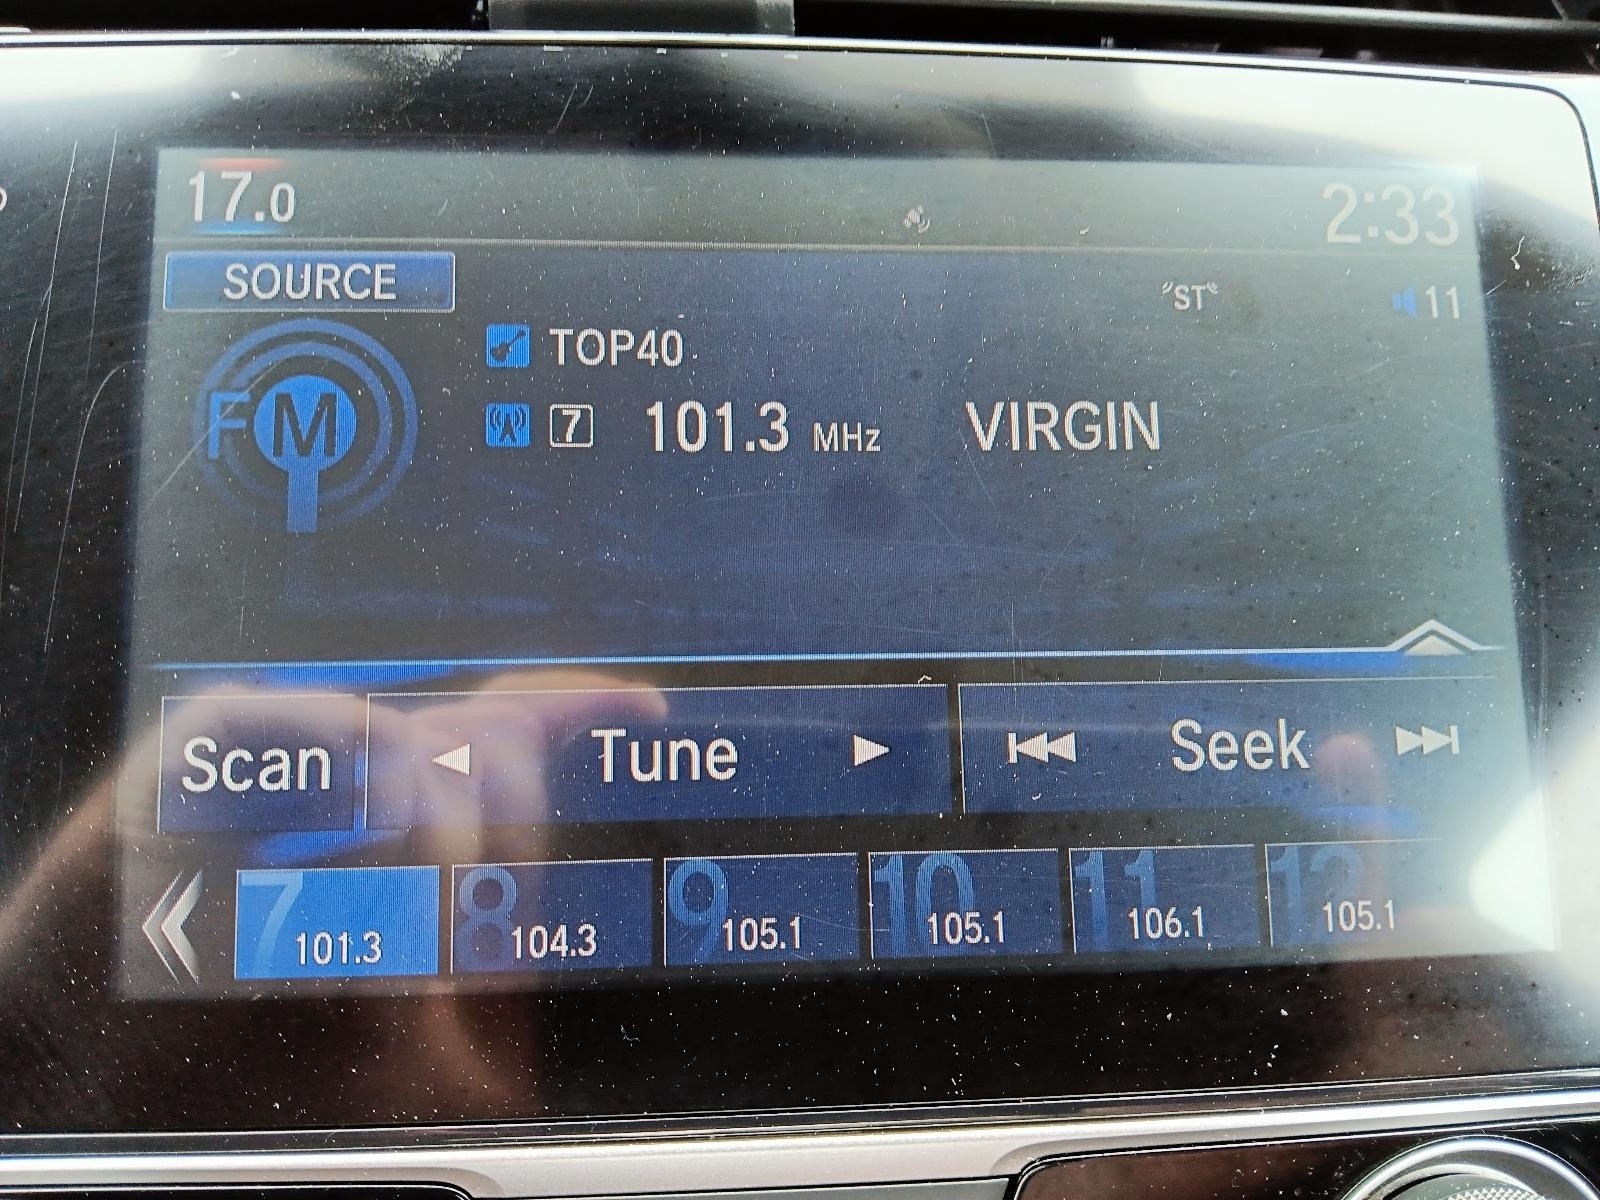 17.0
2:33
SOURCE
"ST"
11
FM
TOP40
7 101.3 MHz VIRGIN
Scan
Tune
Seek
7 101.3
8 104.3
9 105.1
10 105.1
11 106.1
12 105.1